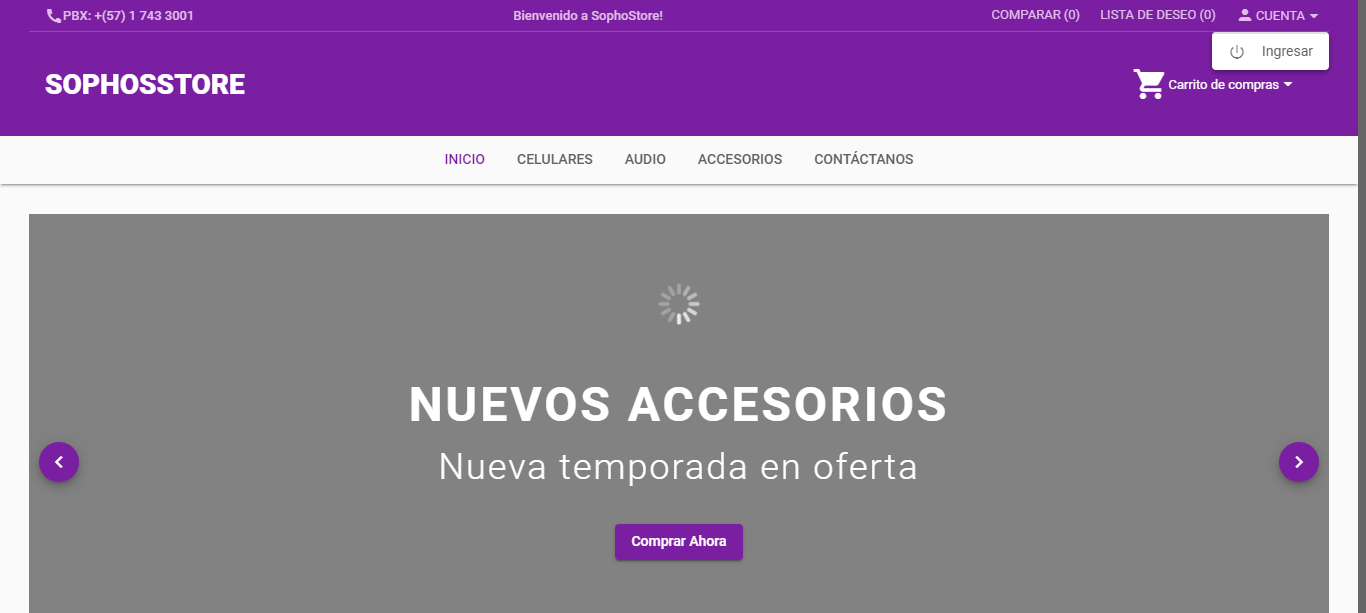 PBX: +(57) 1 743 3001
Bienvenido a SophoStore!
COMPARAR (0)
LISTA DE DESEO (0)
CUENTA
Ingresar
SOPHOSSTORE
Carrito de compras
INICIO
CELULARES
AUDIO
ACCESORIOS
CONTÁCTANOS
NUEVOS ACCESORIOS
Nueva temporada en oferta
Comprar Ahora